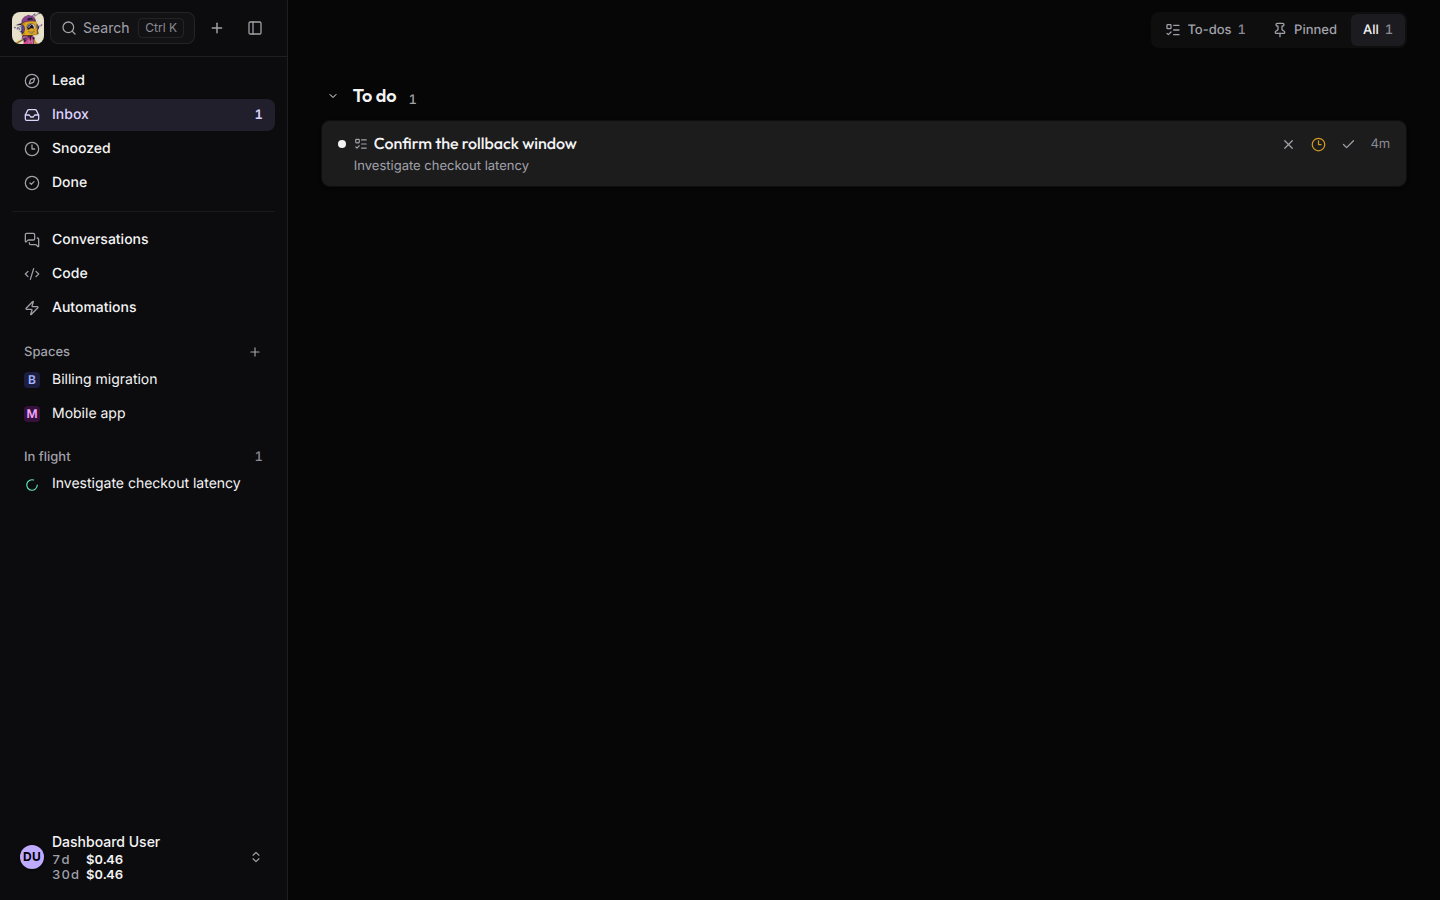 Search Ctrl K
Lead
Inbox 1
Snoozed
Done
Conversations
Code
Automations
Spaces
B Billing migration
M Mobile app
In flight 1
Investigate checkout latency
DU Dashboard User
7d $0.46
30d $0.46
To-dos 1 Pinned All 1
To do 1
Confirm the rollback window 4m
Investigate checkout latency